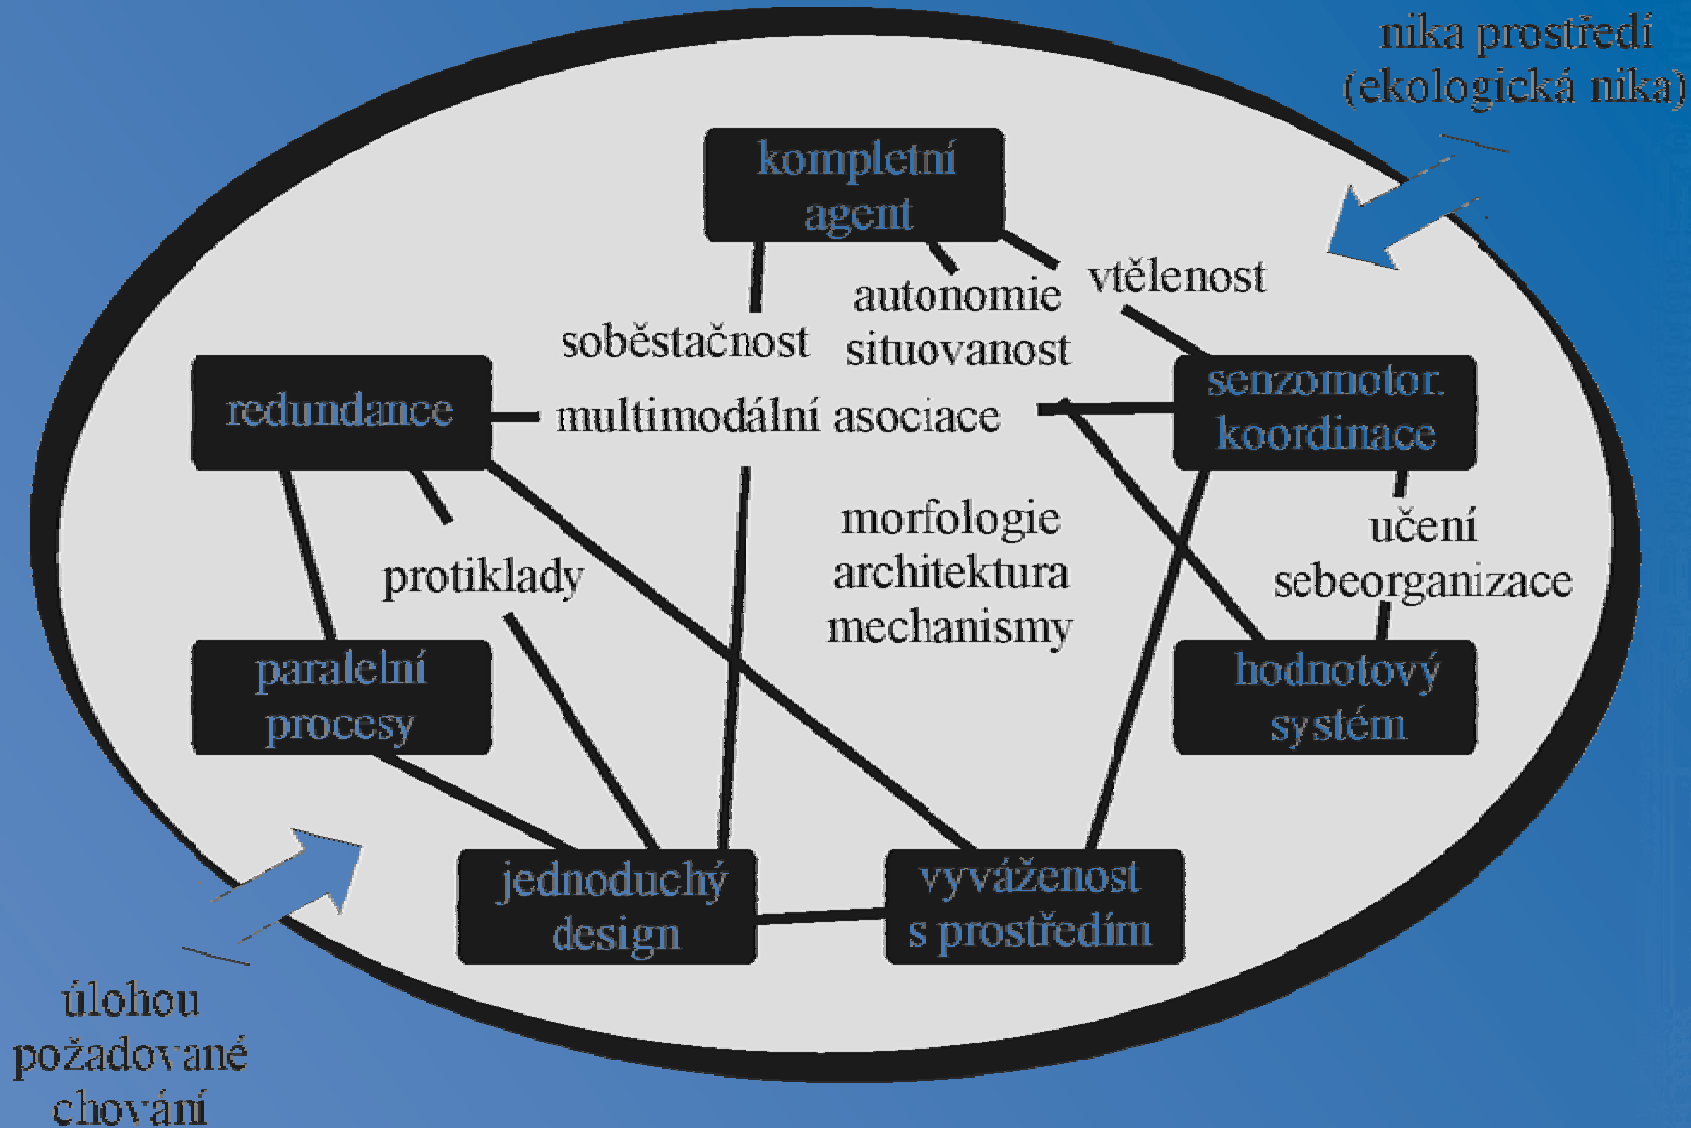 nika prostředí
(ekologická nika)
kompletní
agent
vtělenost
autonomie
soběstačnost
situovanost
redundance
multimodální asociace
senzomotor.
koordinace
morfologie
architektura
mechanismy
učení
sebeorganizace
protiklady
paralelní
procesy
hodnotový
systém
jednoduchý
design
vyváženost
s prostředím
úlohou
požadované
chování